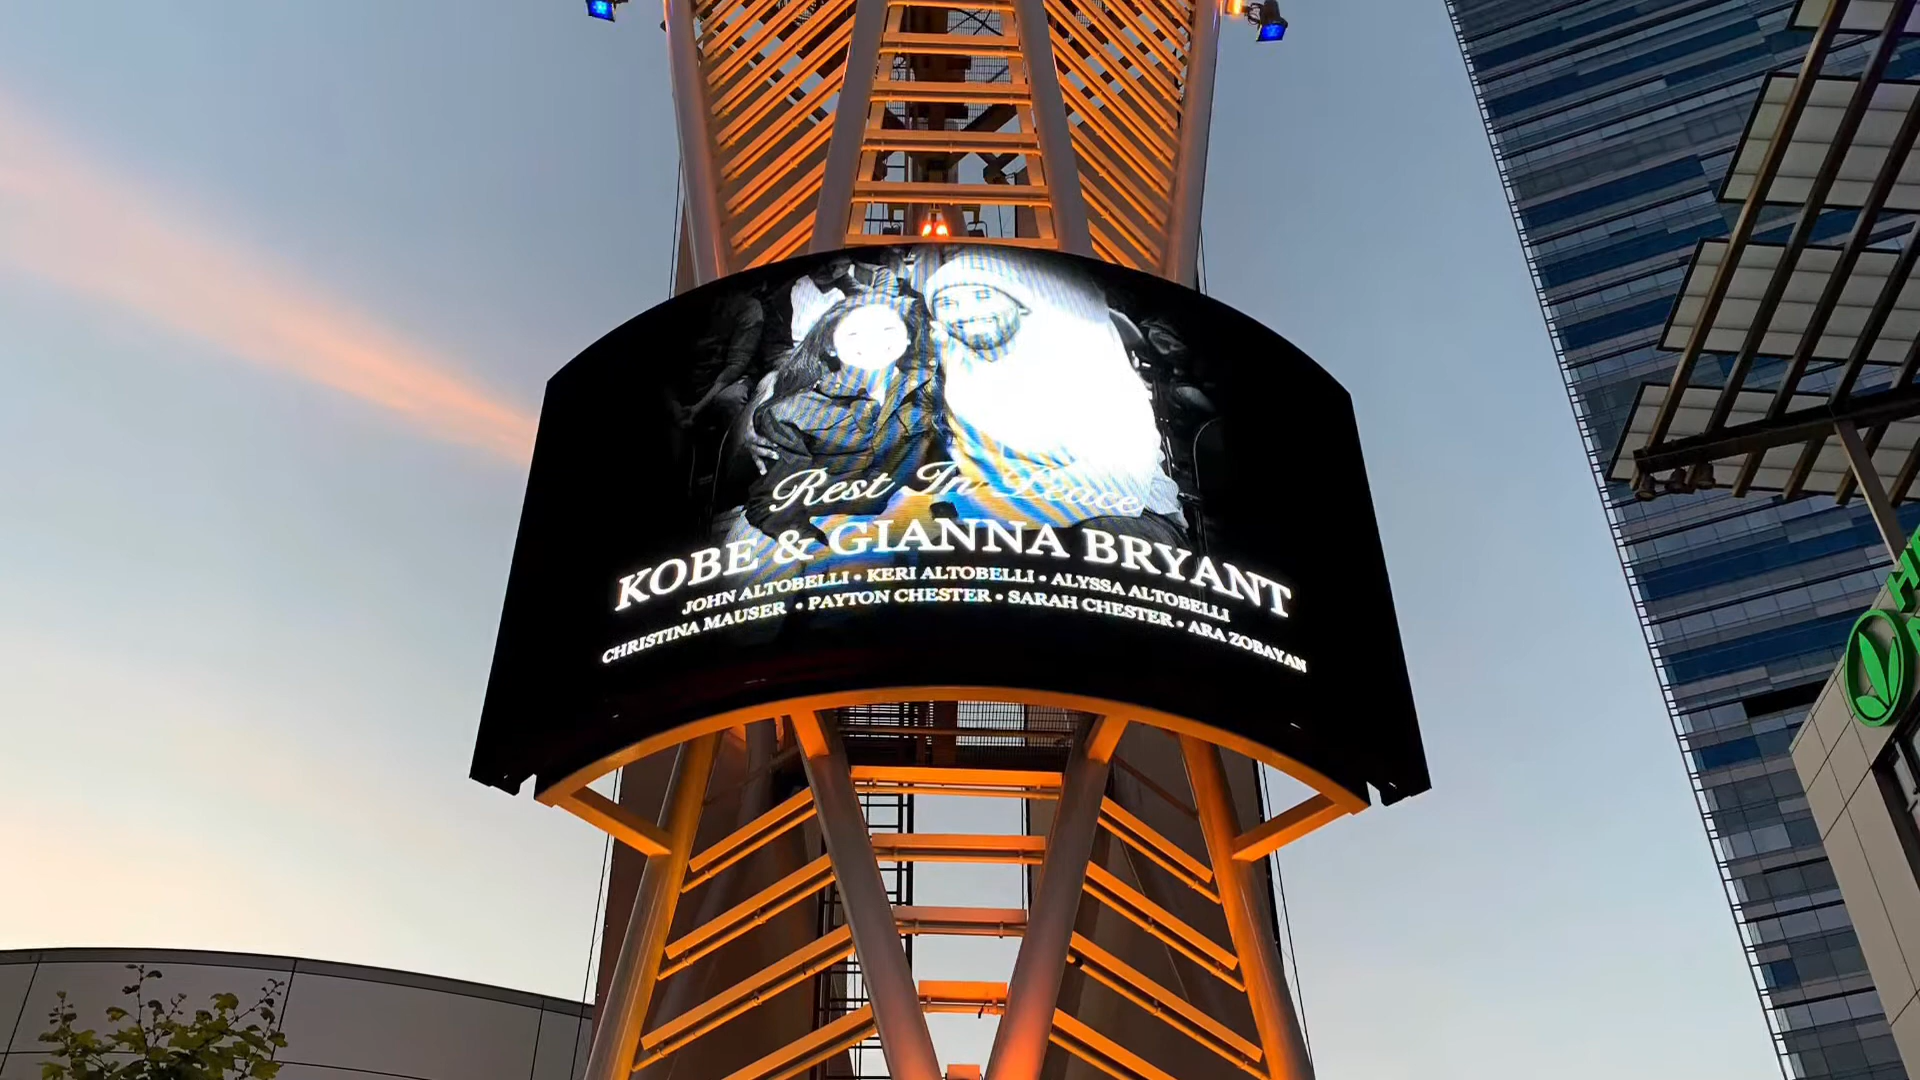 Rest In Peace
KOBE & GIANNA BRYANT
JOHN ALTOBELLI • KERI ALTOBELLI • ALYSSA ALTOBELLI
CHRISTINA MAUSER • PAYTON CHESTER • SARAH CHESTER • ARA ZOBAYAN